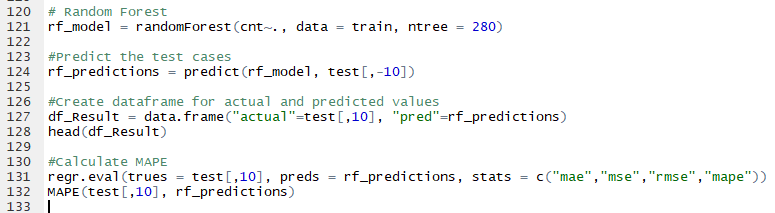 120 # Random Forest
121 rf_model = randomForest(cnt~., data = train, ntree = 280)
122
123 #Predict the test cases
124 rf_predictions = predict(rf_model, test[,-10])
125
126 #Create dataframe for actual and predicted values
127 df_Result = data.frame("actual"=test[,10], "pred"=rf_predictions)
128 head(df_Result)
129
130 #Calculate MAPE
131 regr.eval(trues = test[,10], preds = rf_predictions, stats = c("mae","mse","rmse","mape"))
132 MAPE(test[,10], rf_predictions)
133